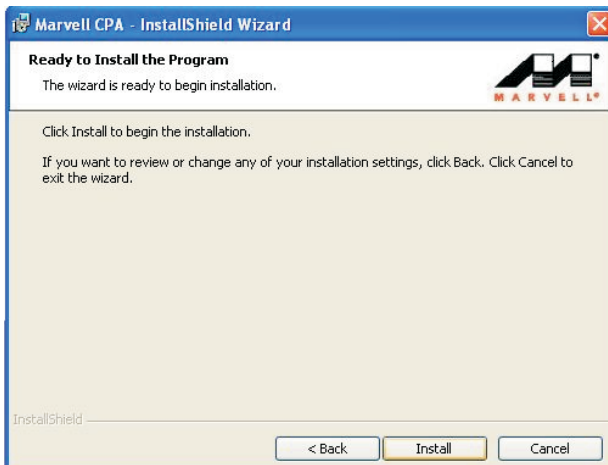 Marvell CPA - InstallShield Wizard
Ready to Install the Program
The wizard is ready to begin installation.
MARVELL®
Click Install to begin the installation.
If you want to review or change any of your installation settings, click Back. Click Cancel to
exit the wizard.
InstallShield
< Back Install Cancel